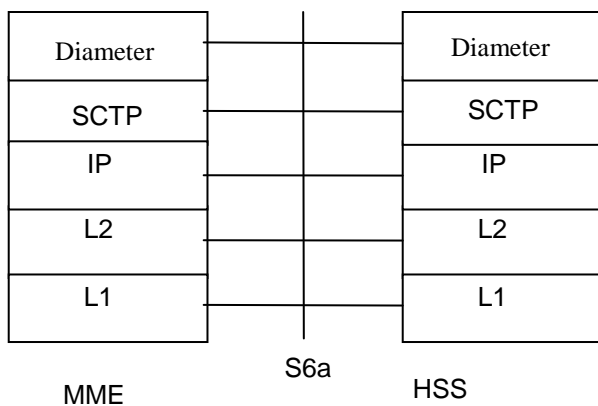 Diameter Diameter
SCTP SCTP
IP IP
L2 L2
L1 L1
S6a
MME HSS